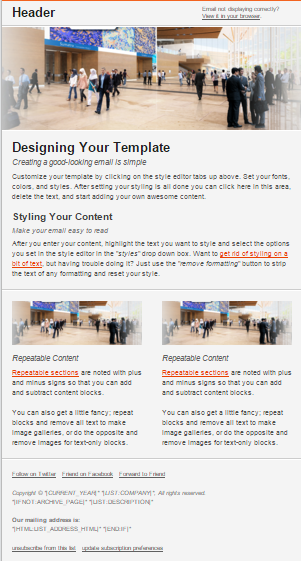 Header
Email not displaying correctly?
View it in your browser.
Designing Your Template
Creating a good-looking email is simple
Customize your template by clicking on the style editor tabs up above. Set your fonts,
colors, and styles. After setting your styling is all done you can click here in this area,
delete the text, and start adding your own awesome content.
Styling Your Content
Make your email easy to read
After you enter your content, highlight the text you want to style and select the options
you set in the style editor in the "styles" drop down box. Want to get rid of styling on a
bit of text, but having trouble doing it? Just use the "remove formatting" button to strip
the text of any formatting and reset your style.
Repeatable Content
Repeatable sections are noted with plus
and minus signs so that you can add
and subtract content blocks.
You can also get a little fancy; repeat
blocks and remove all text to make
image galleries, or do the opposite and
remove images for text-only blocks.
Repeatable Content
Repeatable sections are noted with plus
and minus signs so that you can add
and subtract content blocks.
You can also get a little fancy; repeat
blocks and remove all text to make
image galleries, or do the opposite and
remove images for text-only blocks.
Follow on Twitter Friend on Facebook Forward to Friend
Copyright © *|CURRENT_YEAR|* *|LIST:COMPANY|*, All rights reserved.
*|IFNOT:ARCHIVE_PAGE|* *|LIST:DESCRIPTION|*
Our mailing address is:
*|HTML:LIST_ADDRESS_HTML|* *|END:IF|*
unsubscribe from this list update subscription preferences